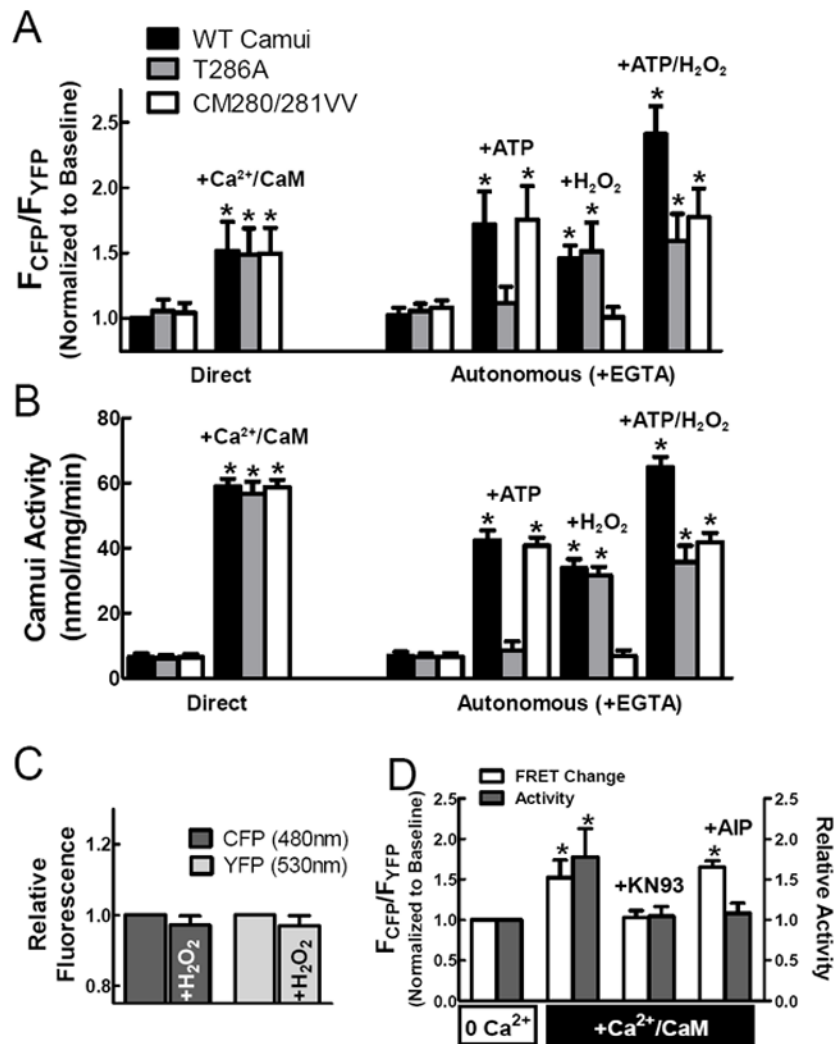 A
WT Camui
T286A
CM280/281VV
+ATP/H₂O₂
+ATP
+H₂O₂
+Ca²⁺/CaM
* * *
* *
* *
* * *
F_CFP/F_YFP
(Normalized to Baseline)
2.5
2.0
1.5
1.0
Direct
Autonomous (+EGTA)
B
+ATP/H₂O₂
+Ca²⁺/CaM
+ATP
+H₂O₂
* * *
* *
* *
* * *
Camui Activity
(nmol/mg/min)
80
60
40
20
0
Direct
Autonomous (+EGTA)
C
CFP (480nm)
YFP (530nm)
Relative
Fluorescence
1.2
1.0
0.8
+H₂O₂
+H₂O₂
D
FRET Change
Activity
F_CFP/F_YFP
(Normalized to Baseline)
2.5
2.0
1.5
1.0
0.5
0.0
* *
+KN93
+AIP
*
2.5
2.0
1.5
1.0
0.5
0.0
Relative Activity
0 Ca²⁺
+Ca²⁺/CaM